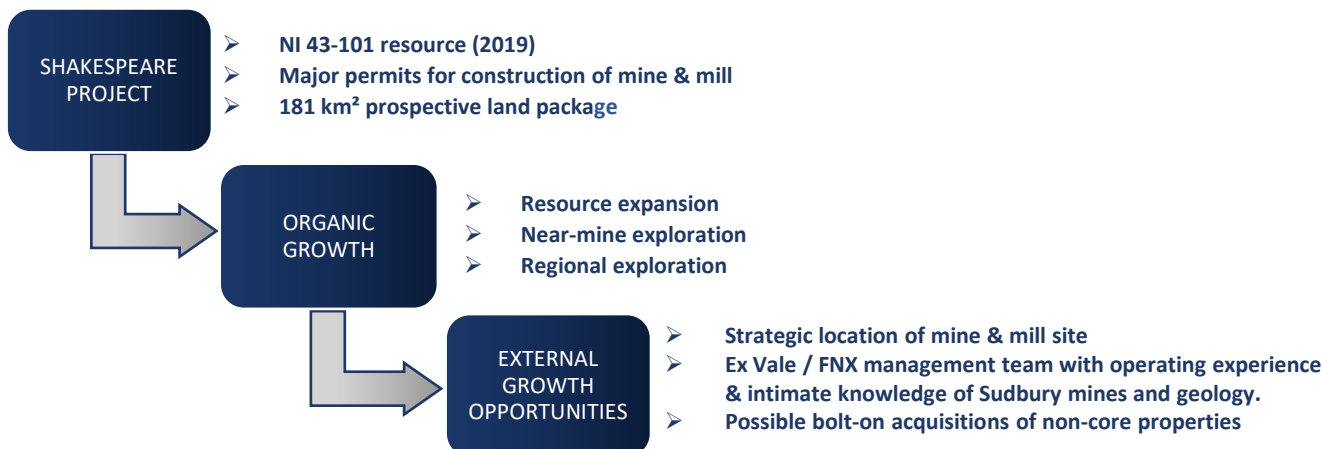 SHAKESPEARE
PROJECT
➢ NI 43-101 resource (2019)
➢ Major permits for construction of mine & mill
➢ 181 km² prospective land package
ORGANIC
GROWTH
➢ Resource expansion
➢ Near-mine exploration
➢ Regional exploration
EXTERNAL
GROWTH
OPPORTUNITIES
➢ Strategic location of mine & mill site
➢ Ex Vale / FNX management team with operating experience
& intimate knowledge of Sudbury mines and geology.
➢ Possible bolt-on acquisitions of non-core properties